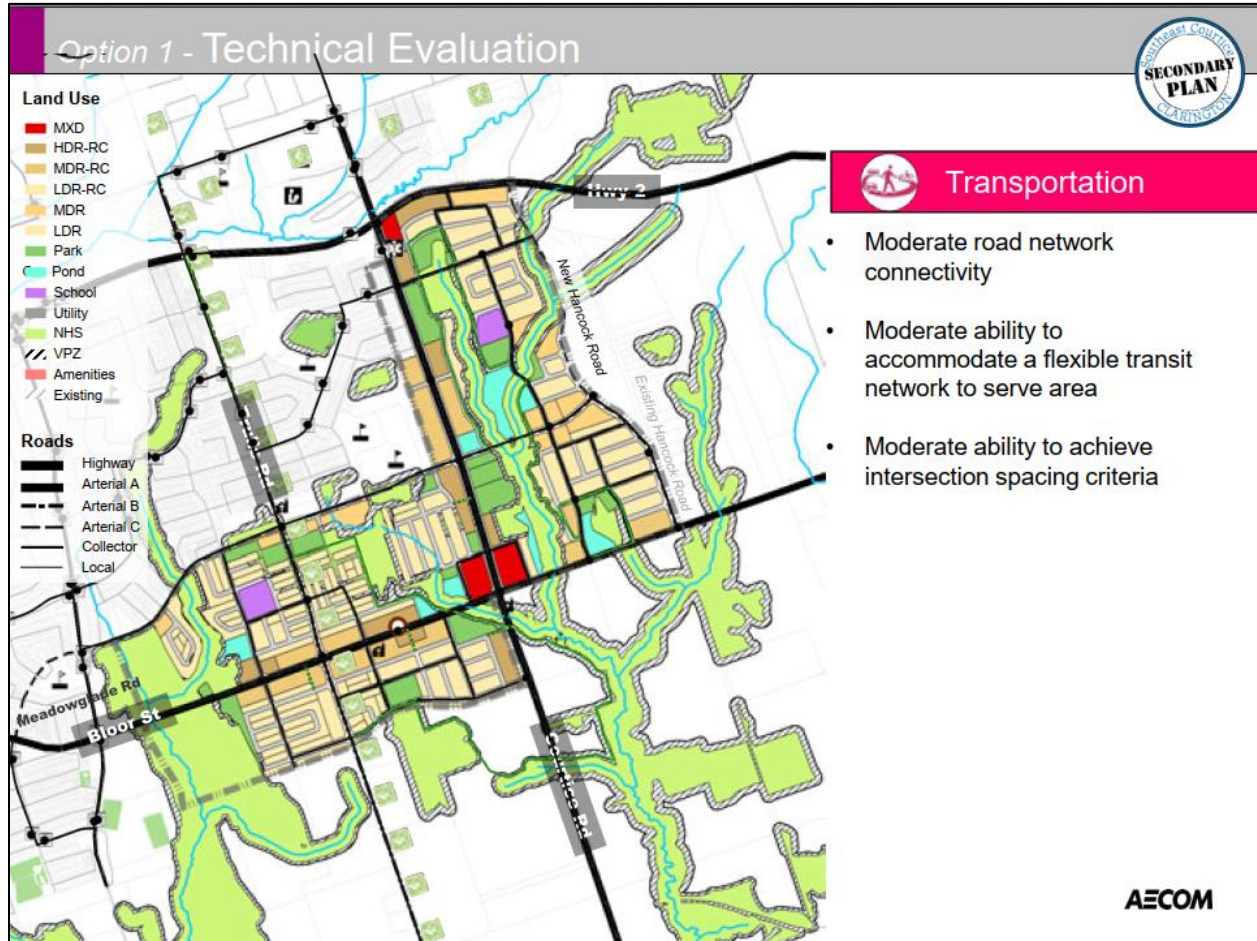 Option 1 - Technical Evaluation
Southeast Courtice
SECONDARY
PLAN
CLARINGTON
Land Use
MXD
HDR-RC
MDR-RC
LDR-RC
MDR
LDR
Park
Pond
School
Utility
NHS
VPZ
Amenities
Existing
Roads
Highway
Arterial A
Arterial B
Arterial C
Collector
Local
Hwy 2
New Hancock Road
Existing Hancock Road
Meadowglade Rd
Bloor St
Courtice Rd
Transportation
• Moderate road network
connectivity
• Moderate ability to
accommodate a flexible transit
network to serve area
• Moderate ability to achieve
intersection spacing criteria
AECOM